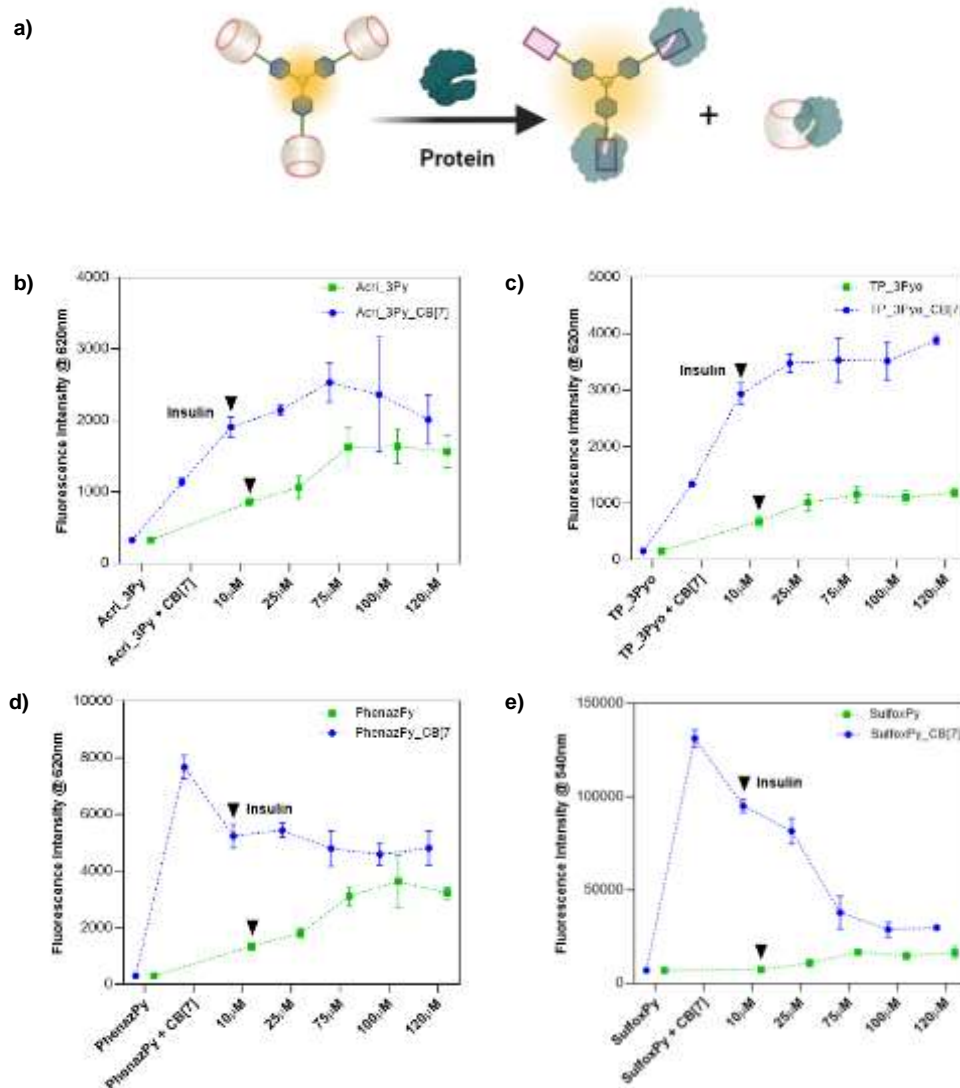 a)
Protein
+
b)
4000
3000
2000
1000
0
Fluorescence Intensity @ 620nm
Acri_3Py
Acri_3Py_CB[7]
Insulin
Acri_3Py
Acri_3Py + CB[7]
10µM
25µM
75µM
100µM
120µM
c)
5000
4000
3000
2000
1000
0
Fluorescence Intensity @ 620nm
TP_3Pyo
TP_3Pyo_CB[7]
Insulin
TP_3Pyo
TP_3Pyo + CB[7]
10µM
25µM
75µM
100µM
120µM
d)
10000
8000
6000
4000
2000
0
Fluorescence Intensity @ 620nm
PhenazPy
PhenazPy_CB[7
Insulin
PhenazPy
PhenazPy + CB[7]
10µM
25µM
75µM
100µM
120µM
e)
150000
100000
50000
0
Fluorescence Intensity @ 540nm
SulfoxPy
SulfoxPy_CB[7]
Insulin
SulfoxPy
SulfoxPy + CB[7]
10µM
25µM
75µM
100µM
120µM